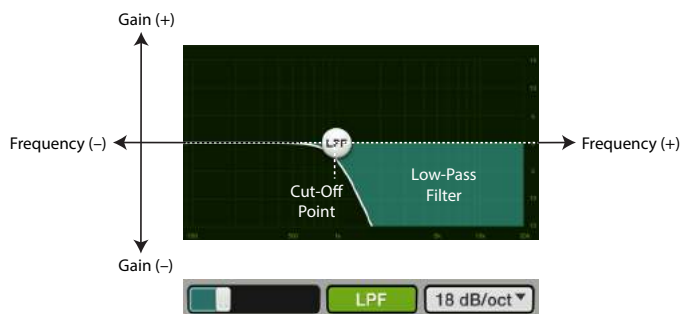 Gain (+)
Frequency (–)
LPF
Frequency (+)
Low-Pass
Filter
Cut-Off
Point
Gain (–)
LPF
18 dB/oct